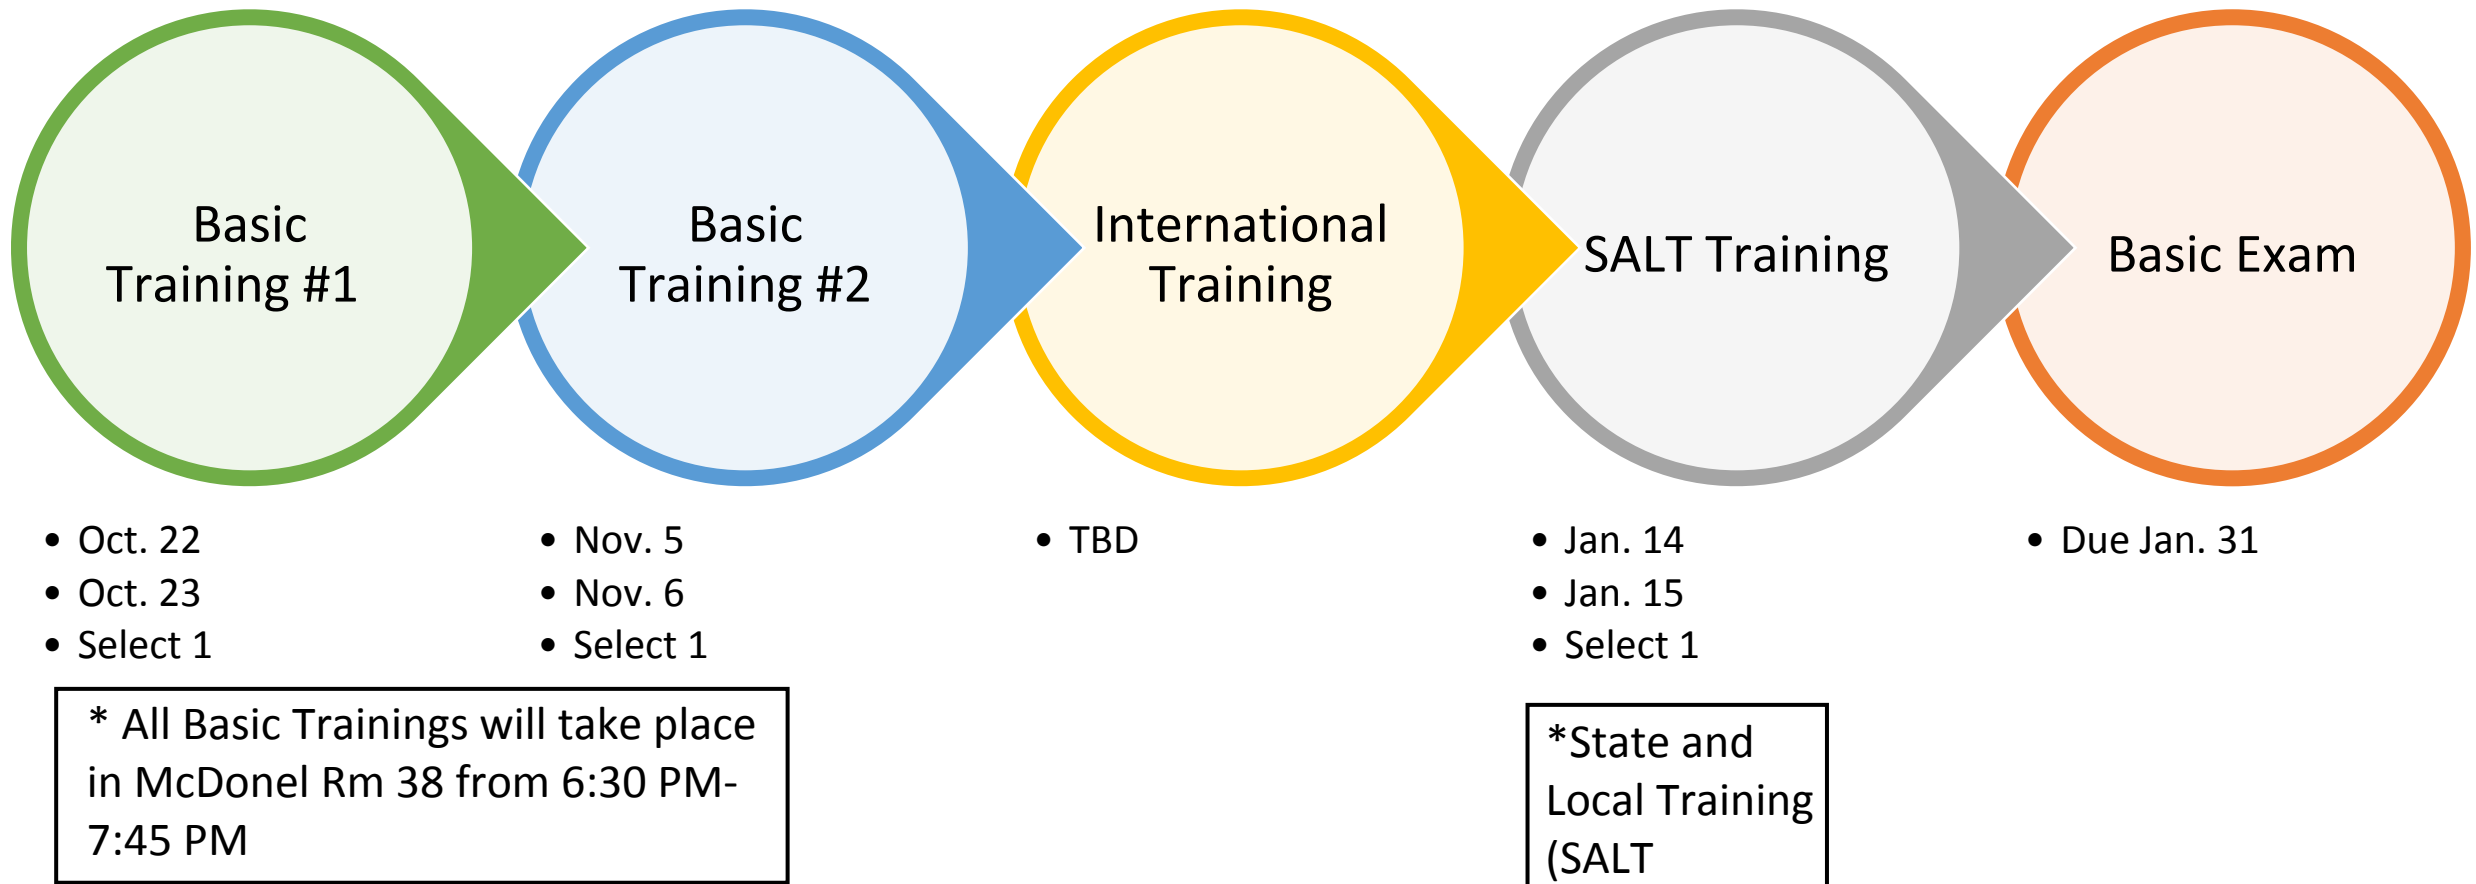 Basic
Training #1
Basic
Training #2
International
Training
SALT Training
Basic Exam
• Oct. 22
• Oct. 23
• Select 1
• Nov. 5
• Nov. 6
• Select 1
• TBD
• Jan. 14
• Jan. 15
• Select 1
• Due Jan. 31
* All Basic Trainings will take place
in McDonel Rm 38 from 6:30 PM-
7:45 PM
*State and
Local Training
(SALT